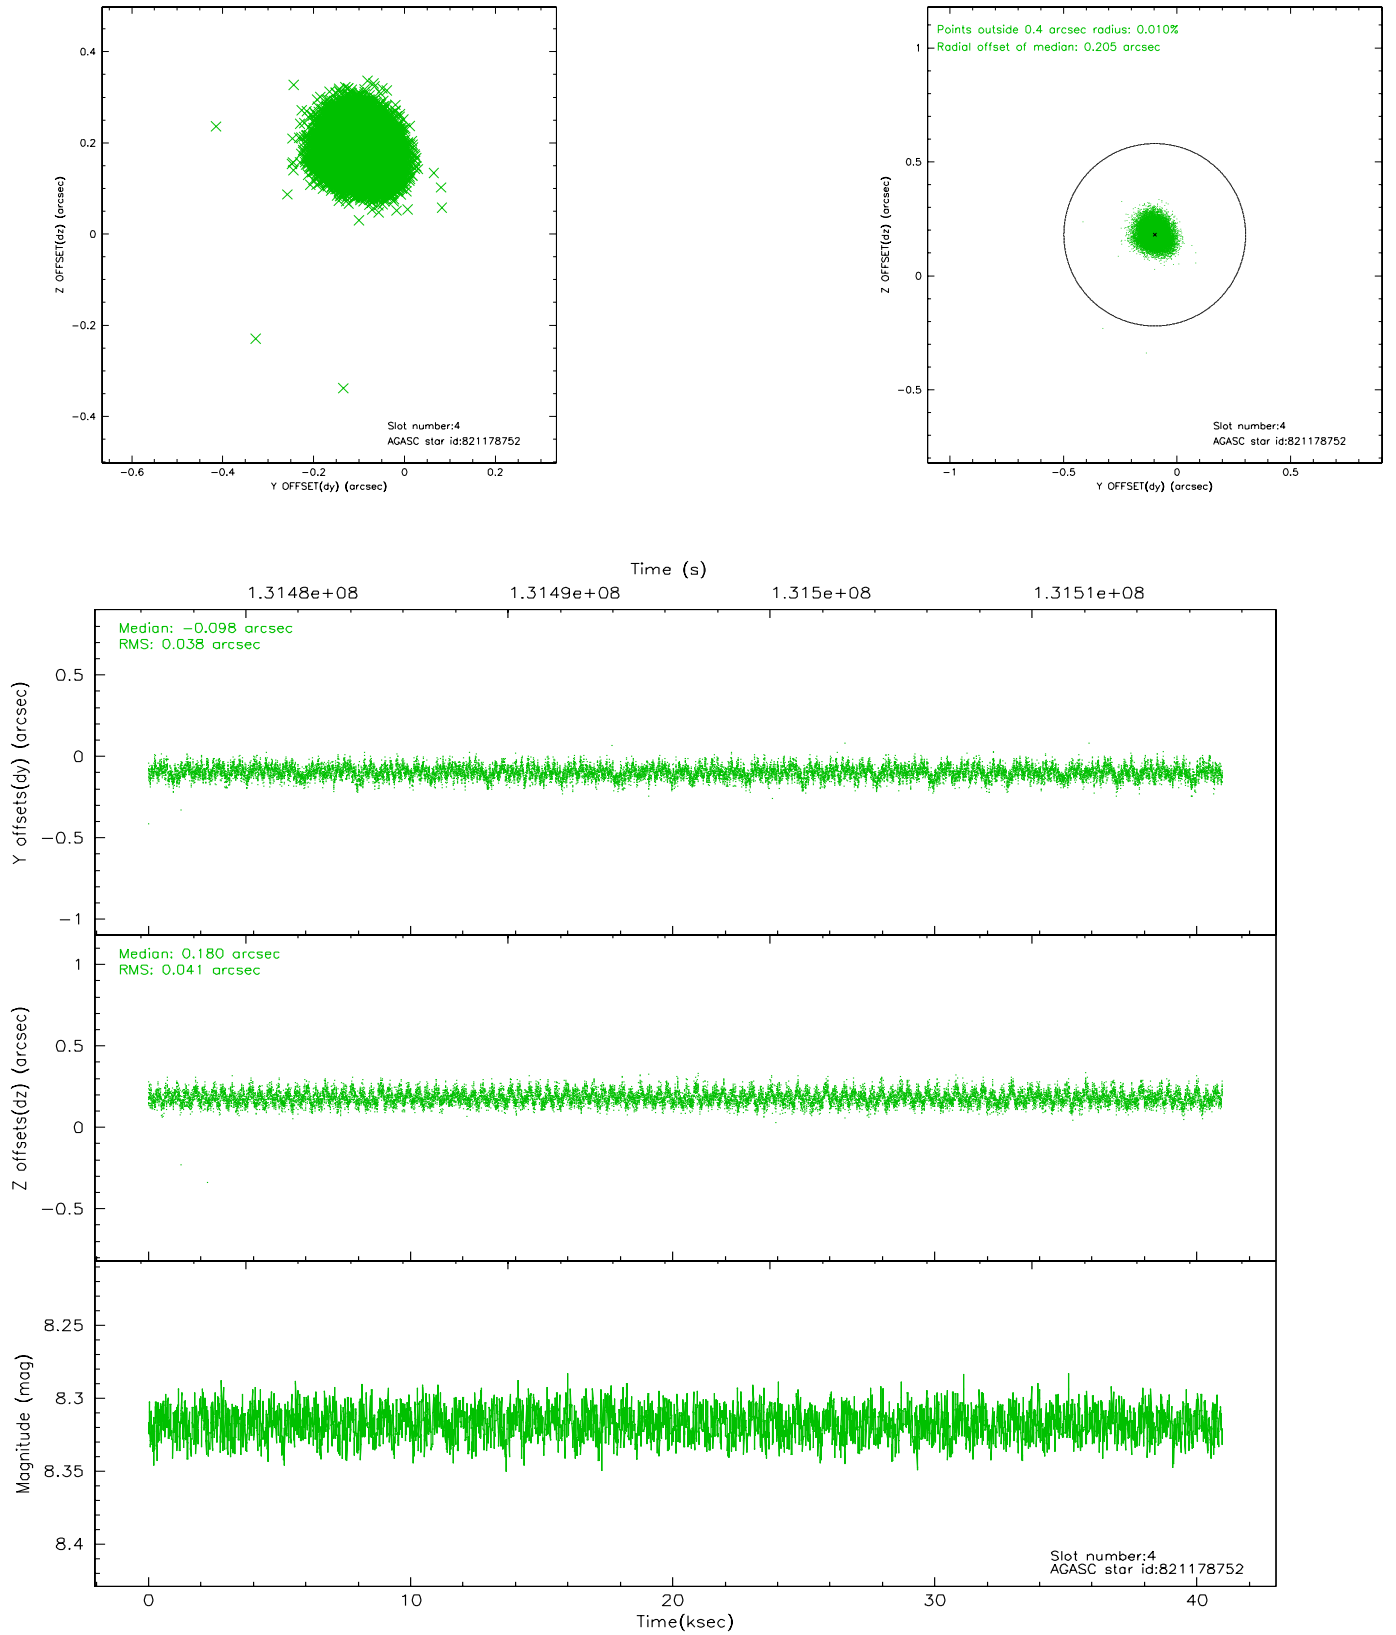 0.4
0.2
0
−0.2
−0.4
Z OFFSET(dz) (arcsec)
Slot number:4
AGASC star id:821178752
−0.6
−0.4
−0.2
0
0.2
Y OFFSET(dy) (arcsec)
Points outside 0.4 arcsec radius: 0.010%
Radial offset of median: 0.205 arcsec
1
0.5
0
−0.5
Z OFFSET(dz) (arcsec)
Slot number:4
AGASC star id:821178752
−1
−0.5
0
0.5
Y OFFSET(dy) (arcsec)
Time (s)
1.3148e+08
1.3149e+08
1.315e+08
1.3151e+08
Median: −0.098 arcsec
RMS: 0.038 arcsec
0.5
0
−0.5
−1
Y offsets(dy) (arcsec)
Median: 0.180 arcsec
RMS: 0.041 arcsec
1
0.5
0
−0.5
Z offsets(dz) (arcsec)
8.25
8.3
8.35
8.4
Magnitude (mag)
Slot number:4
AGASC star id:821178752
0
10
20
30
40
Time(ksec)